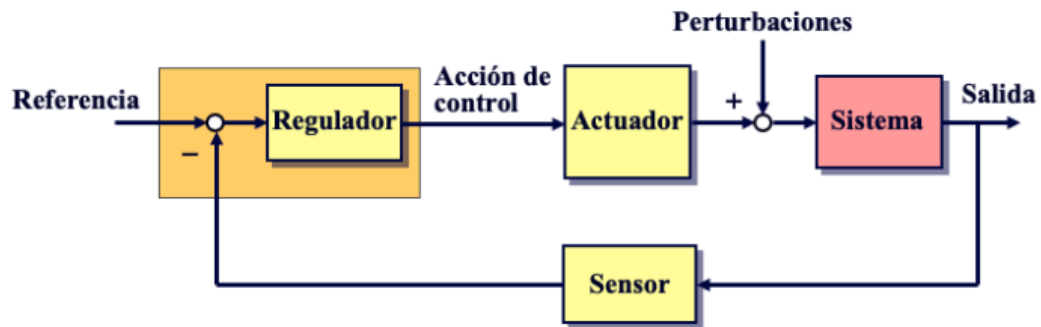 Perturbaciones
Referencia
Regulador
Acción de
control
Actuador
+
Sistema
Salida
−
Sensor